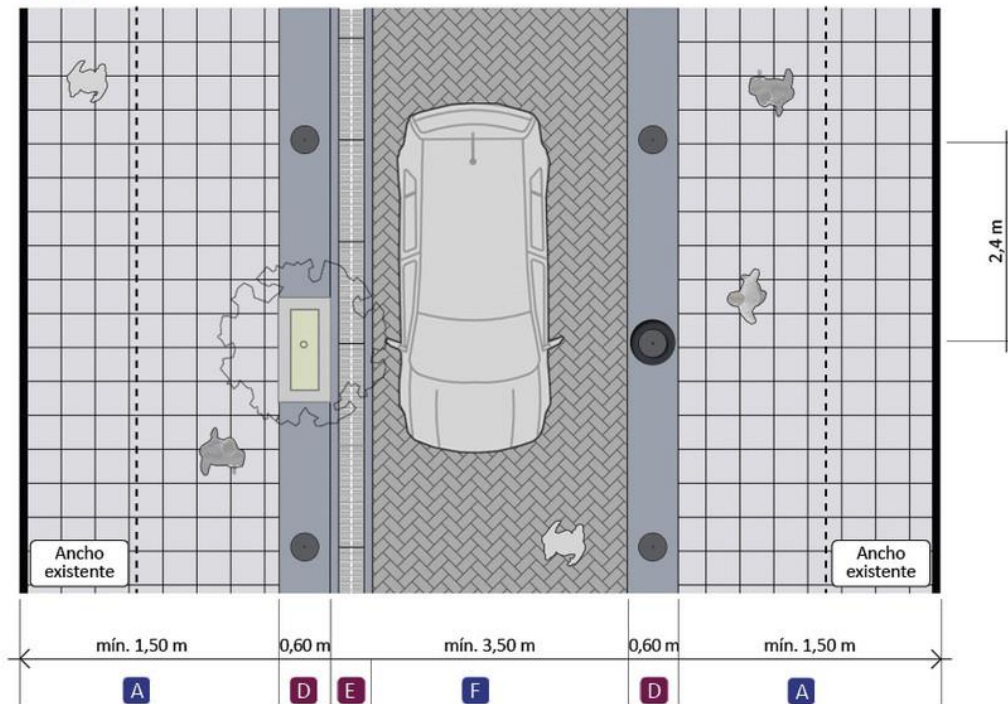 2,4 m
Ancho
existente
Ancho
existente
mín. 1,50 m 0,60 m mín. 3,50 m 0,60 m mín. 1,50 m
A D E F D A